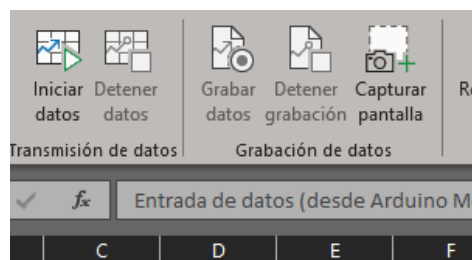 Iniciar datos
Detener datos
Grabar datos
Detener grabación
Capturar pantalla
Transmisión de datos
Grabación de datos
fx
Entrada de datos (desde Arduino
C D E F